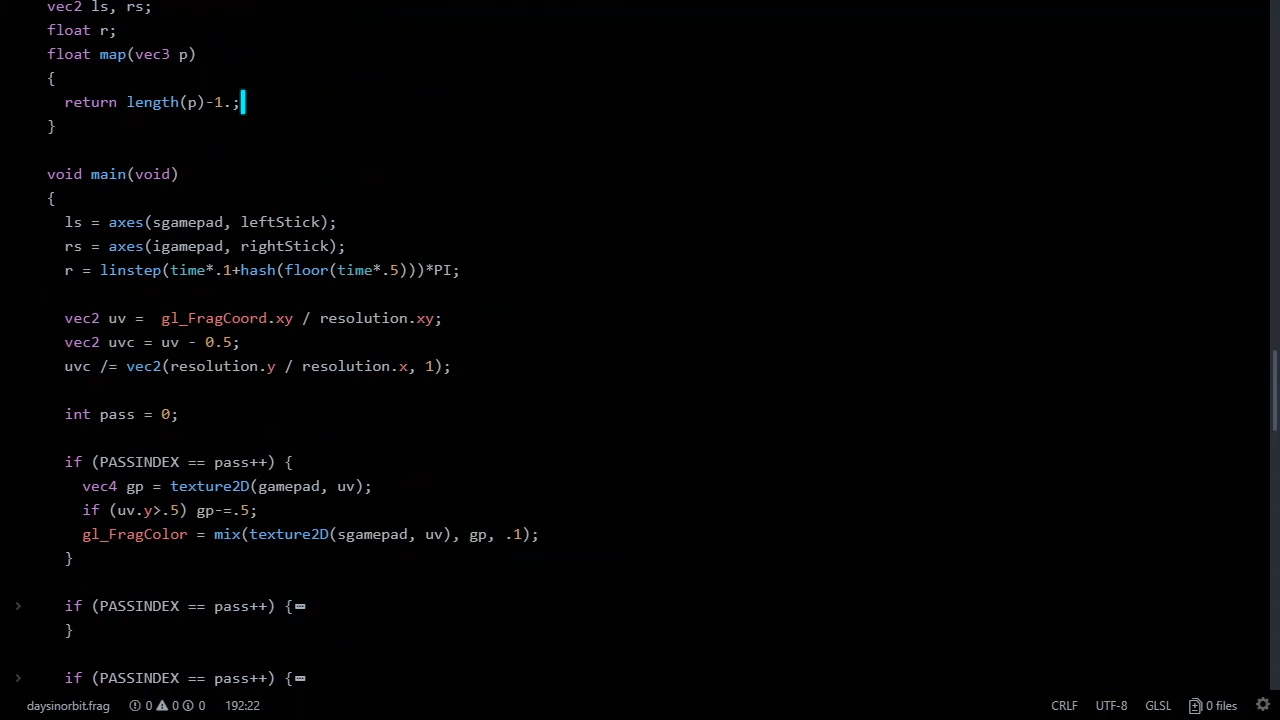 vec2 ls, rs;
float r;
float map(vec3 p)
{
  return length(p)-1.;
}

void main(void)
{
  ls = axes(sgamepad, leftStick);
  rs = axes(igamepad, rightStick);
  r = linstep(time*.1+hash(floor(time*.5)))*PI;

  vec2 uv =  gl_FragCoord.xy / resolution.xy;
  vec2 uvc = uv - 0.5;
  uvc /= vec2(resolution.y / resolution.x, 1);

  int pass = 0;

  if (PASSINDEX == pass++) {
    vec4 gp = texture2D(gamepad, uv);
    if (uv.y>.5) gp-=.5;
    gl_FragColor = mix(texture2D(sgamepad, uv), gp, .1);
  }

  if (PASSINDEX == pass++) {
  }

  if (PASSINDEX == pass++) {
daysinorbit.frag 0 0 0 192:22 CRLF UTF-8 GLSL 0 files